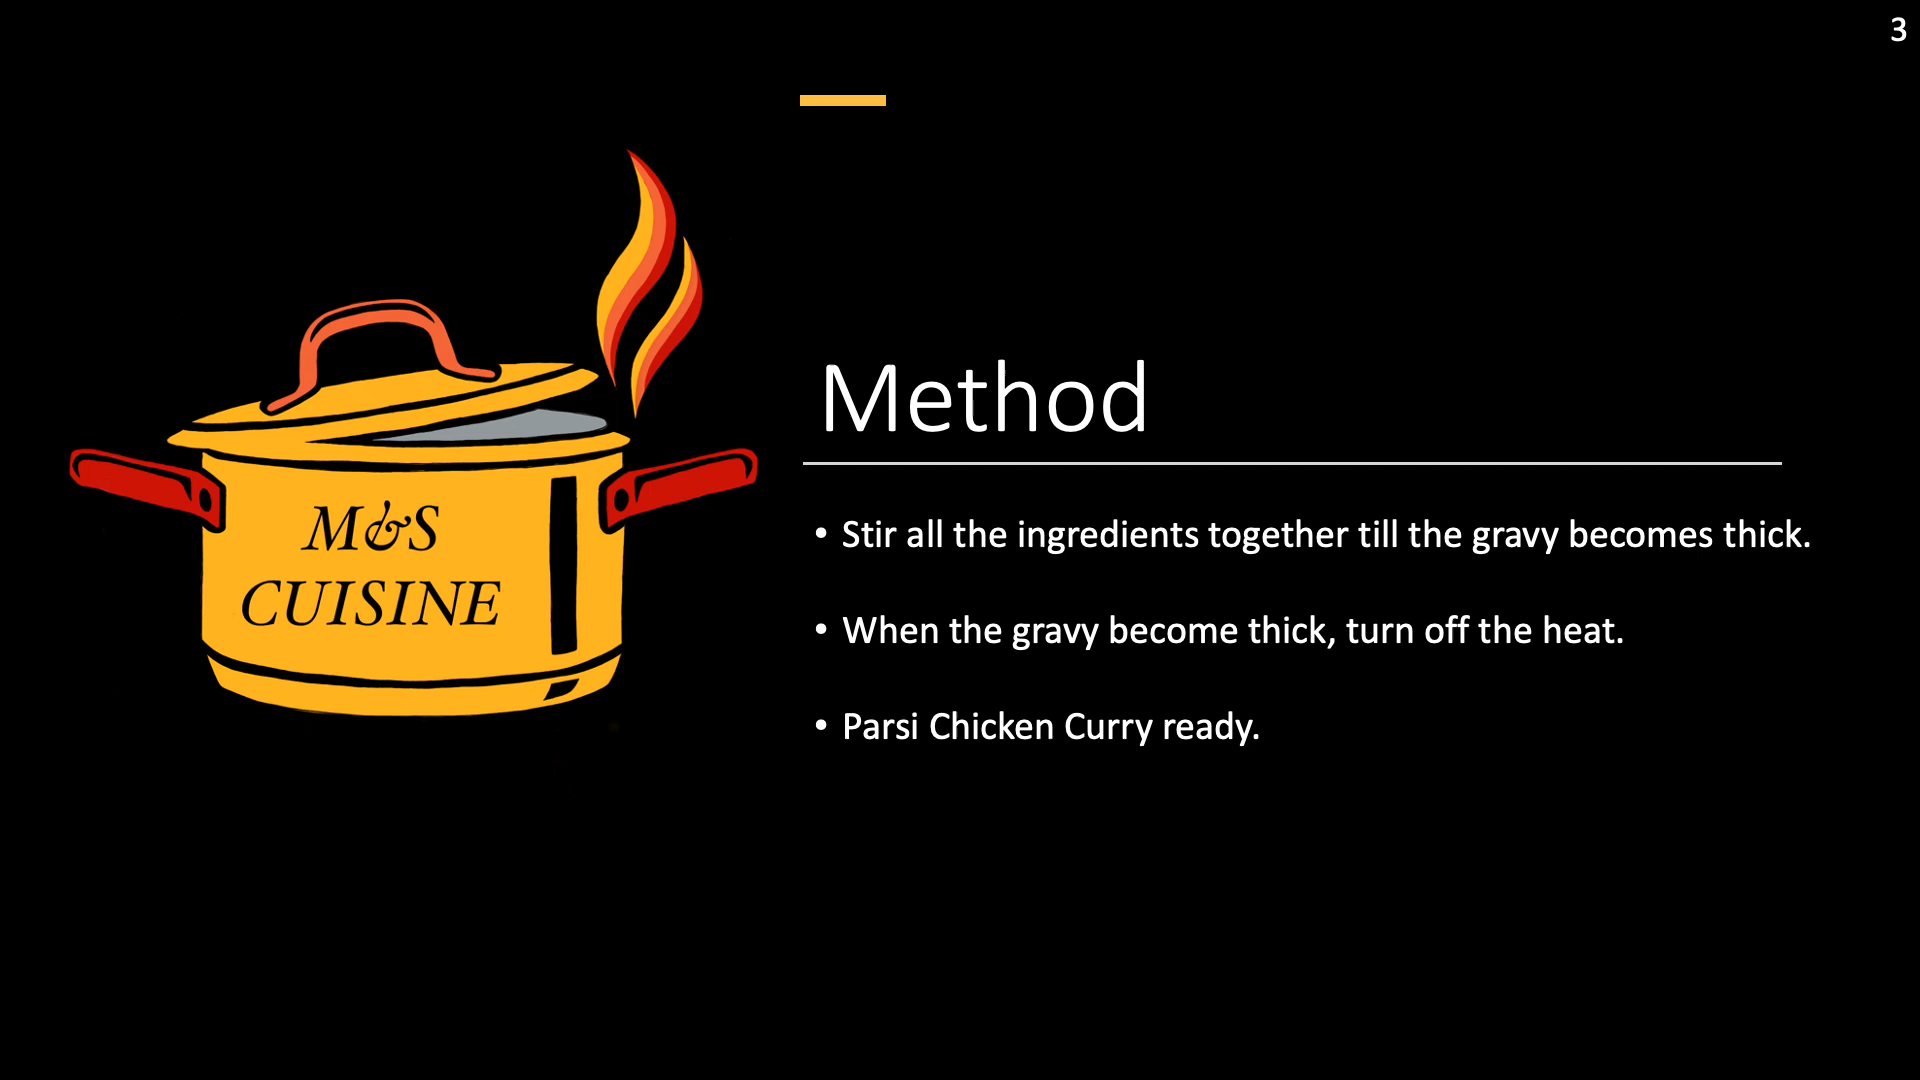 3
M&S
CUISINE
Method
• Stir all the ingredients together till the gravy becomes thick.
• When the gravy become thick, turn off the heat.
• Parsi Chicken Curry ready.